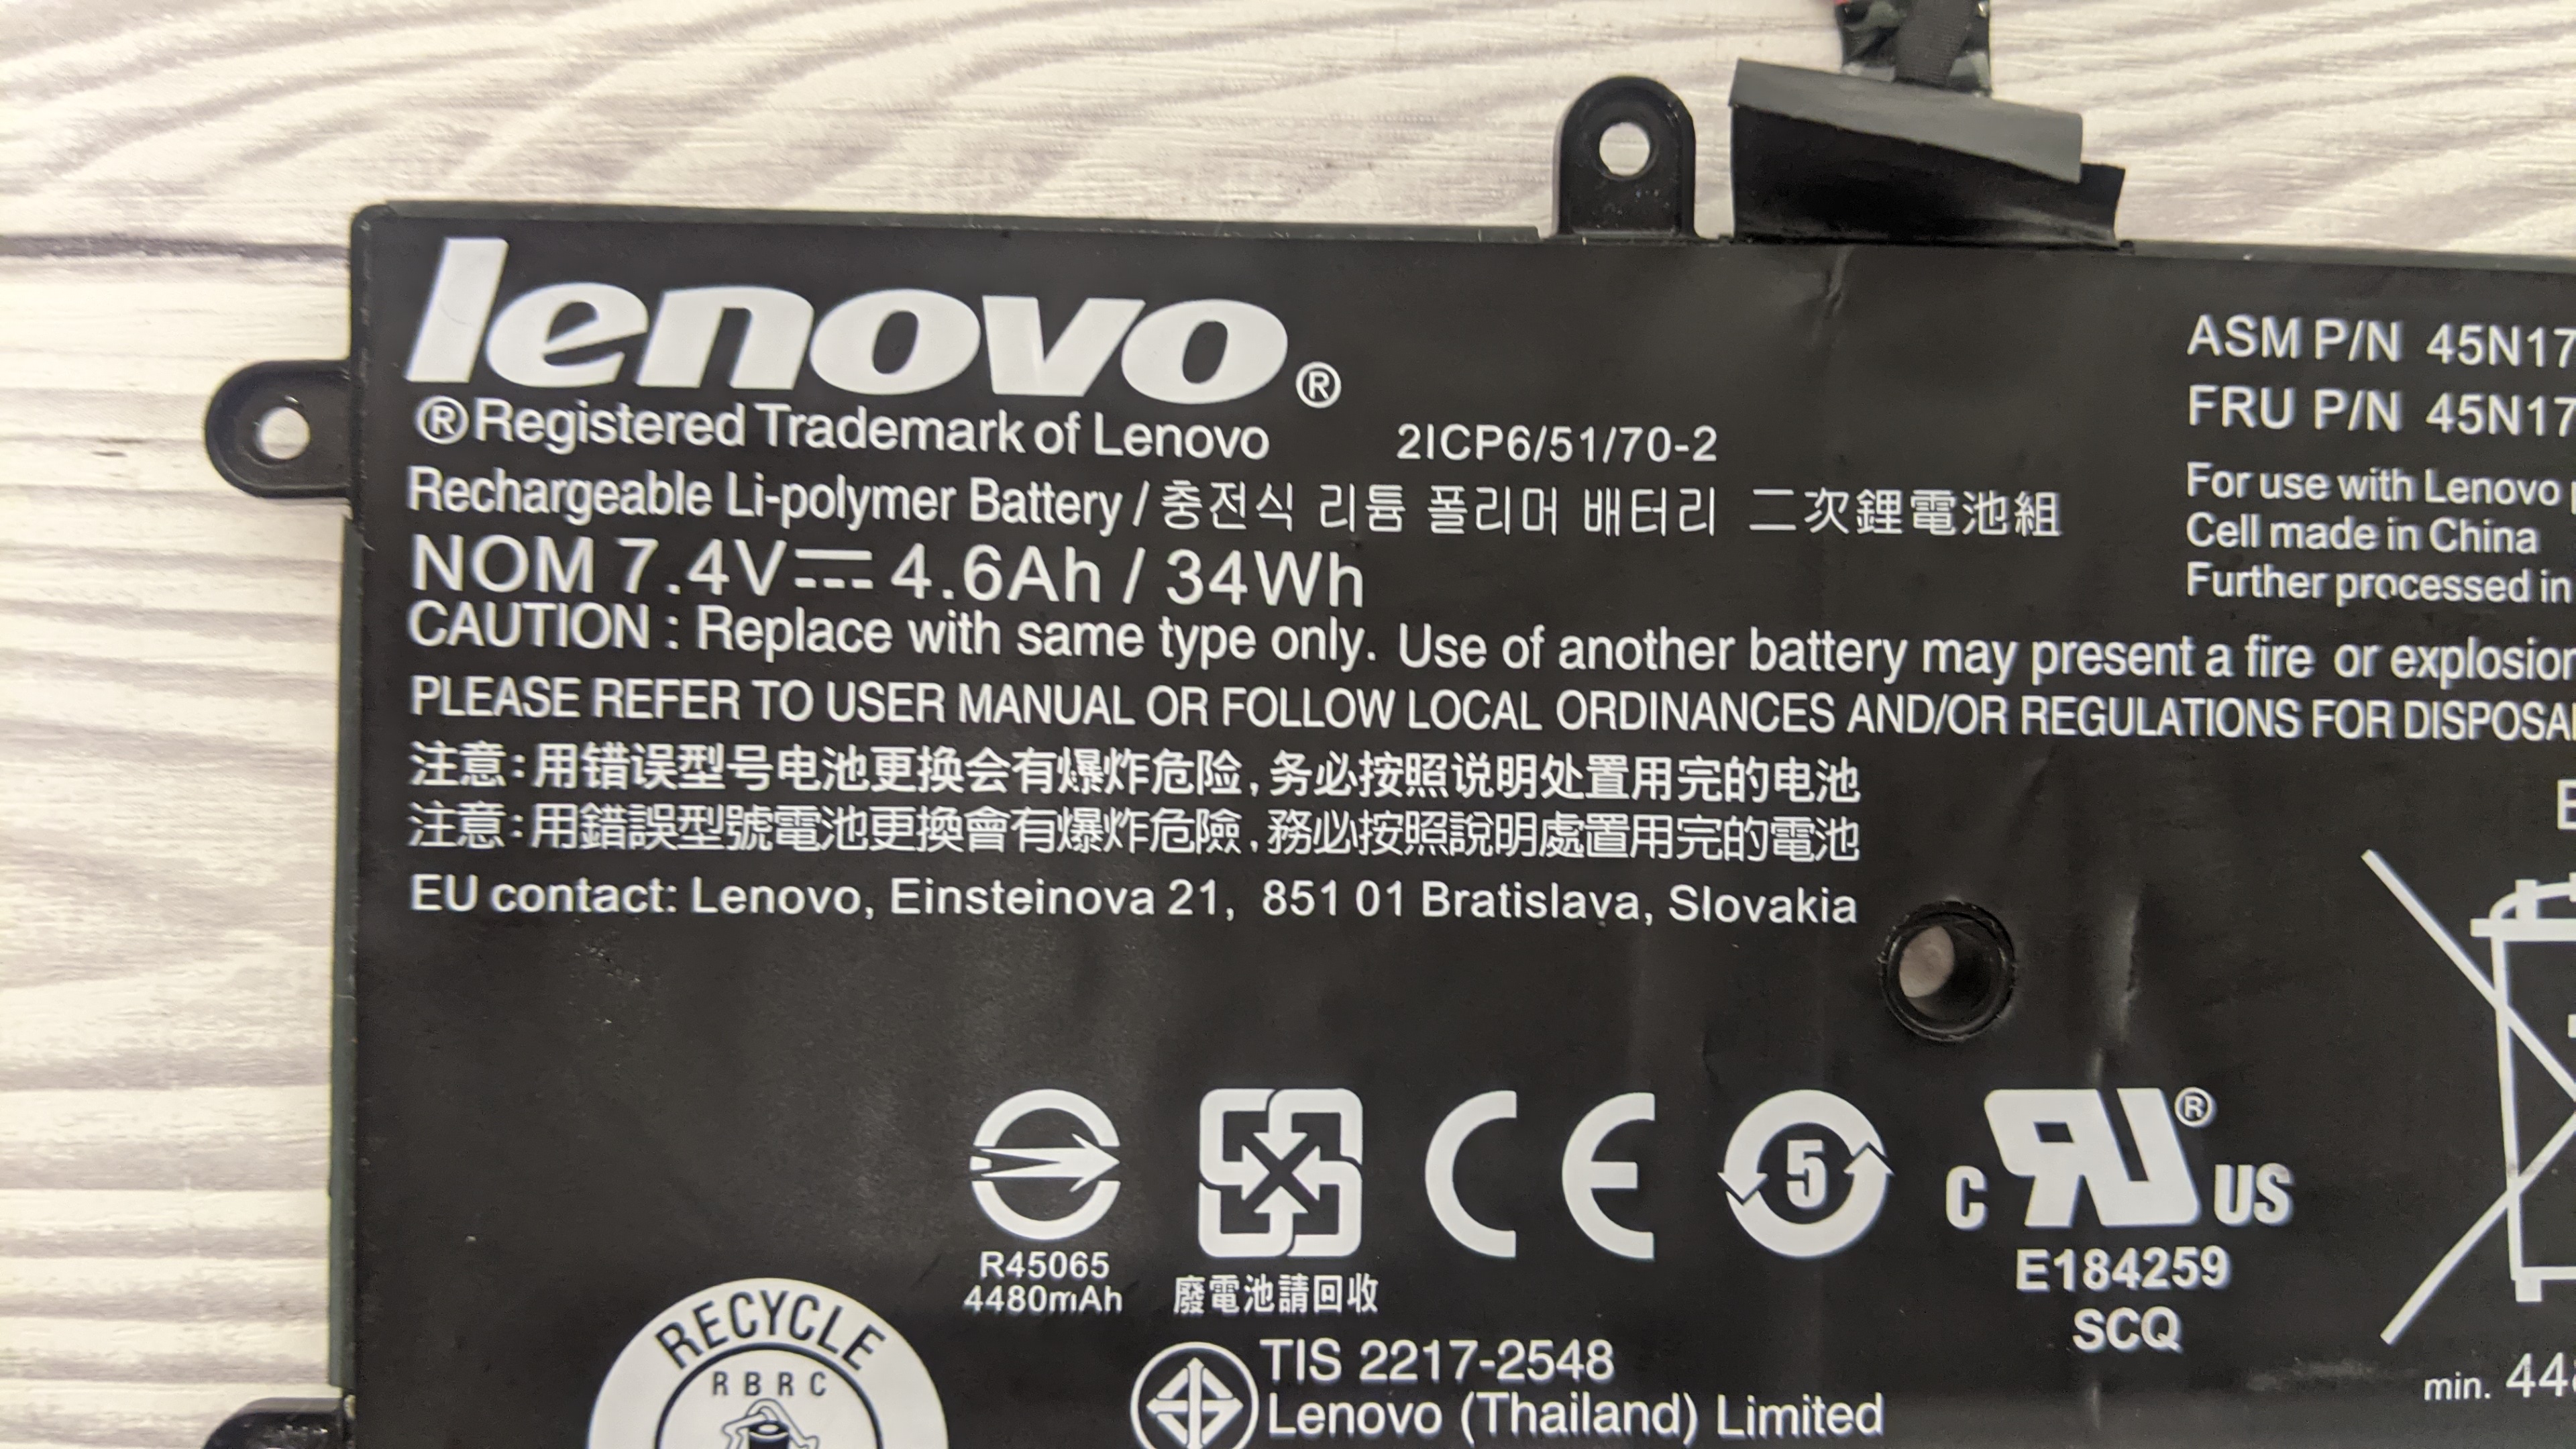 lenovo®
®Registered Trademark of Lenovo 2ICP6/51/70-2
Rechargeable Li-polymer Battery / 충전식 리튬 폴리머 배터리 二次鋰電池組
NOM 7.4V⎓4.6Ah / 34Wh
CAUTION : Replace with same type only. Use of another battery may present a fire or explosion
PLEASE REFER TO USER MANUAL OR FOLLOW LOCAL ORDINANCES AND/OR REGULATIONS FOR DISPOSA
注意:用错误型号电池更换会有爆炸危险,务必按照说明处置用完的电池
注意:用錯誤型號電池更換會有爆炸危險,務必按照說明處置用完的電池
EU contact: Lenovo, Einsteinova 21, 851 01 Bratislava, Slovakia
ASM P/N 45N17
FRU P/N 45N17
For use with Lenovo
Cell made in China
Further processed in
R45065
4480mAh
廢電池請回收
CE
5
c RU® US
E184259
SCQ
RECYCLE
RBRC
TIS 2217-2548
Lenovo (Thailand) Limited
min. 448